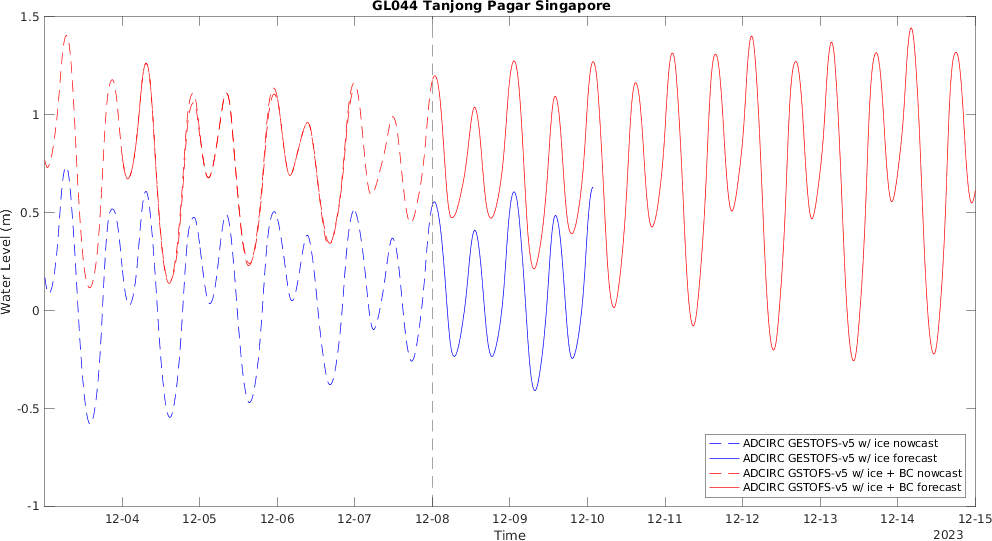 GL044 Tanjong Pagar Singapore
1.5
1
0.5
0
-0.5
-1
Water Level (m)
ADCIRC GESTOFS-v5 w/ ice nowcast
ADCIRC GESTOFS-v5 w/ ice forecast
ADCIRC GSTOFS-v5 w/ ice + BC nowcast
ADCIRC GSTOFS-v5 w/ ice + BC forecast
12-04 12-05 12-06 12-07 12-08 12-09 12-10 12-11 12-12 12-13 12-14 12-15
Time
2023